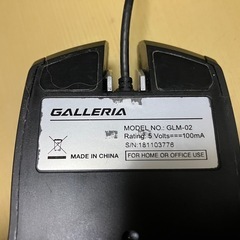 GALLERIA
MODEL NO.: GLM-02
Rating: 5 Volts⎓100mA
S/N:181103776
MADE IN CHINA
FOR HOME OR OFFICE USE